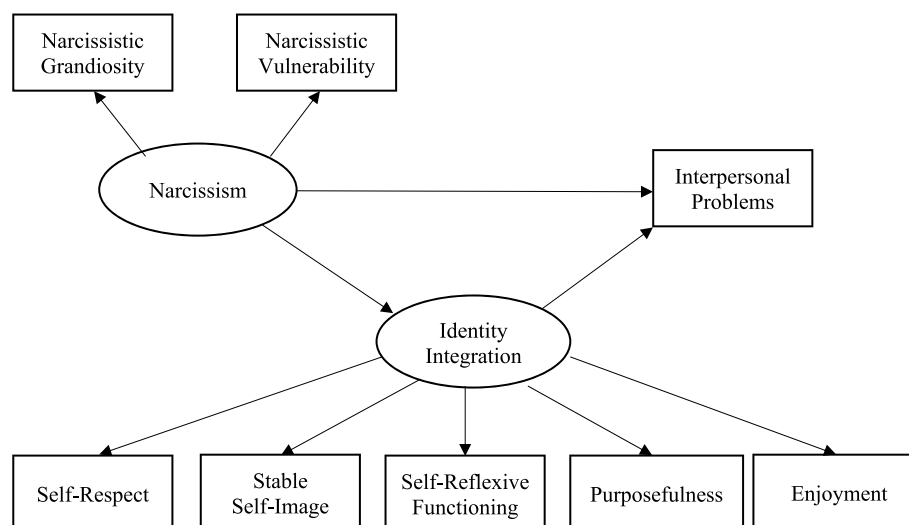 Narcissistic
Grandiosity
Narcissistic
Vulnerability
Narcissism
Interpersonal
Problems
Identity
Integration
Self-Respect
Stable
Self-Image
Self-Reflexive
Functioning
Purposefulness
Enjoyment